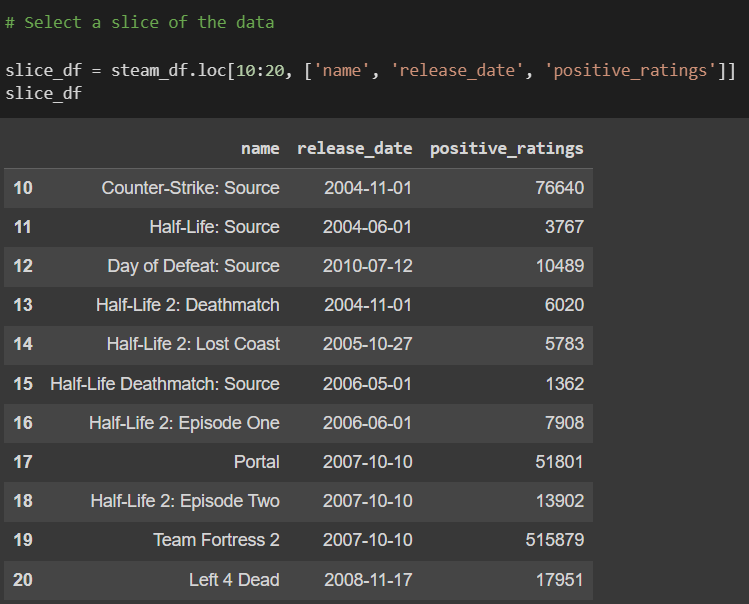 # Select a slice of the data
slice_df = steam_df.loc[10:20, ['name', 'release_date', 'positive_ratings']]
slice_df
name release_date positive_ratings
10 Counter-Strike: Source 2004-11-01 76640
11 Half-Life: Source 2004-06-01 3767
12 Day of Defeat: Source 2010-07-12 10489
13 Half-Life 2: Deathmatch 2004-11-01 6020
14 Half-Life 2: Lost Coast 2005-10-27 5783
15 Half-Life Deathmatch: Source 2006-05-01 1362
16 Half-Life 2: Episode One 2006-06-01 7908
17 Portal 2007-10-10 51801
18 Half-Life 2: Episode Two 2007-10-10 13902
19 Team Fortress 2 2007-10-10 515879
20 Left 4 Dead 2008-11-17 17951